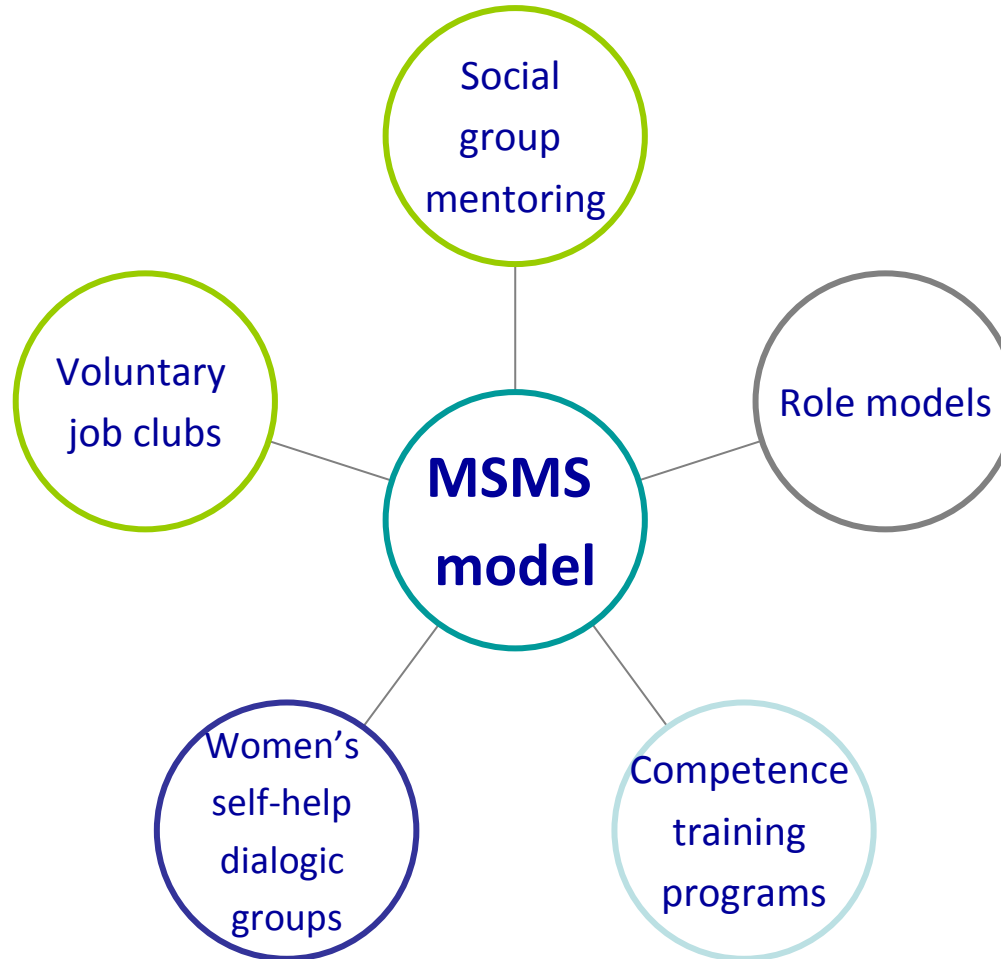 Social
group
mentoring
Voluntary
job clubs
Role models
MSMS
model
Women’s
self-help
dialogic
groups
Competence
training
programs